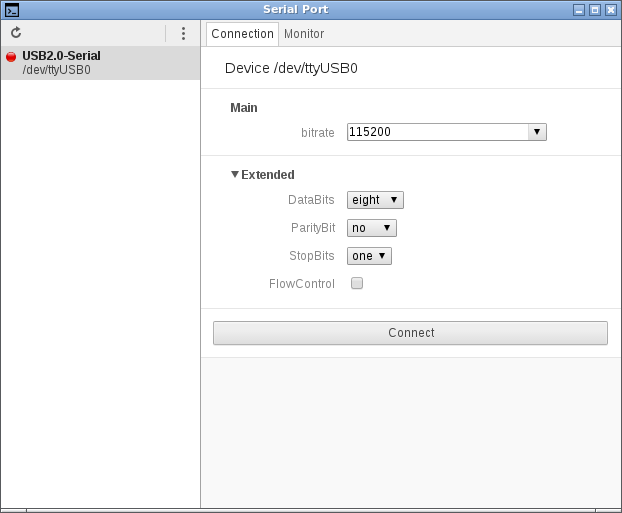 Serial Port
USB2.0-Serial
/dev/ttyUSB0
Connection Monitor
Device /dev/ttyUSB0
Main
bitrate 115200
Extended
DataBits eight
ParityBit no
StopBits one
FlowControl
Connect